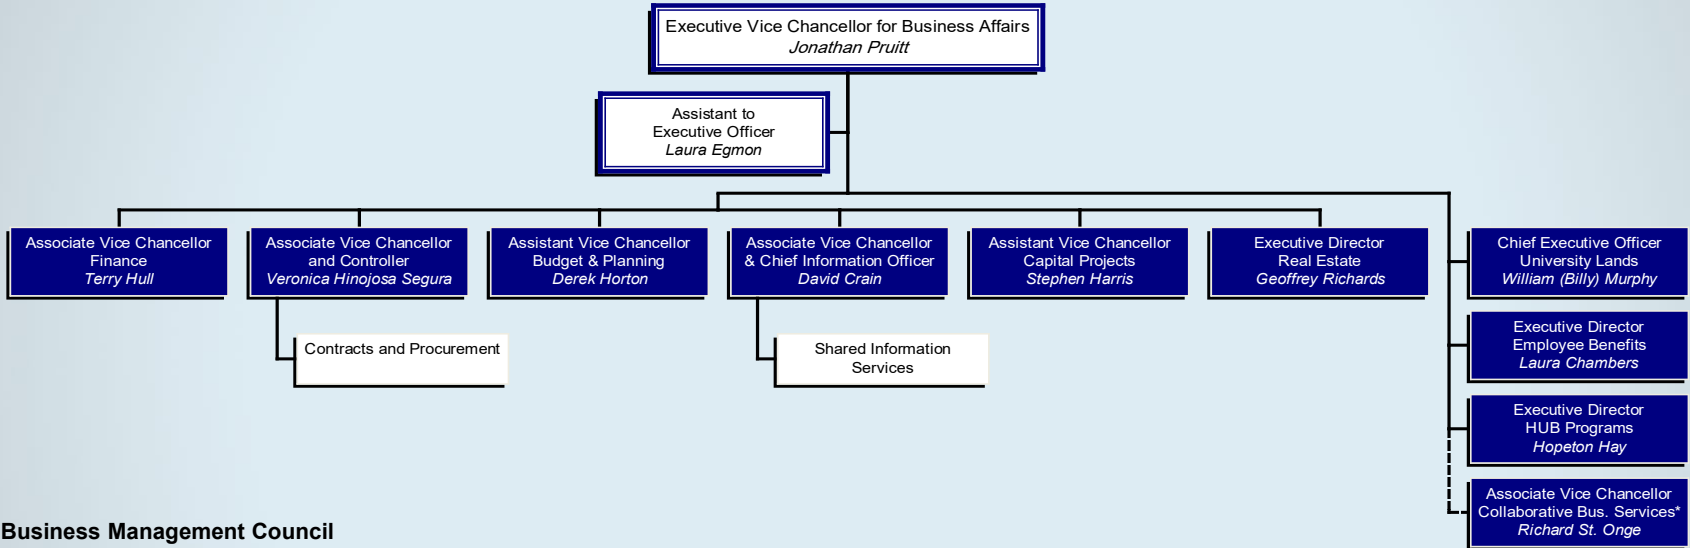 Executive Vice Chancellor for Business Affairs
Jonathan Pruitt
Assistant to
Executive Officer
Laura Egmon
Associate Vice Chancellor
Finance
Terry Hull
Associate Vice Chancellor
and Controller
Veronica Hinojosa Segura
Assistant Vice Chancellor
Budget & Planning
Derek Horton
Associate Vice Chancellor
& Chief Information Officer
David Crain
Assistant Vice Chancellor
Capital Projects
Stephen Harris
Executive Director
Real Estate
Geoffrey Richards
Chief Executive Officer
University Lands
William (Billy) Murphy
Contracts and Procurement
Shared Information
Services
Executive Director
Employee Benefits
Laura Chambers
Executive Director
HUB Programs
Hopeton Hay
Associate Vice Chancellor
Collaborative Bus. Services*
Richard St. Onge
Business Management Council